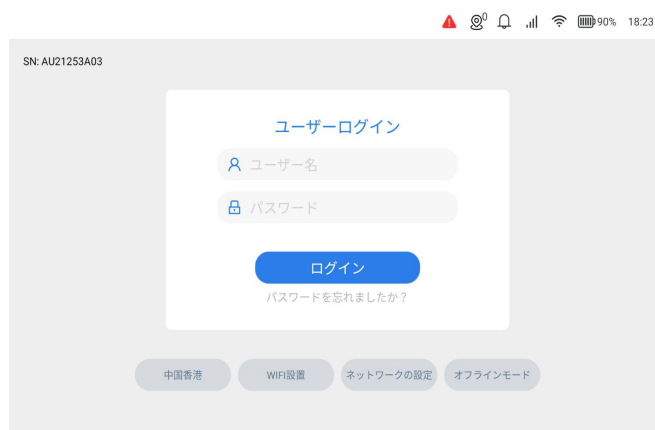 0
90% 18:23
SN: AU21253A03
ユーザーログイン
ユーザー名
パスワード
ログイン
パスワードを忘れましたか？
中国香港 WIFI設置 ネットワークの設定 オフラインモード